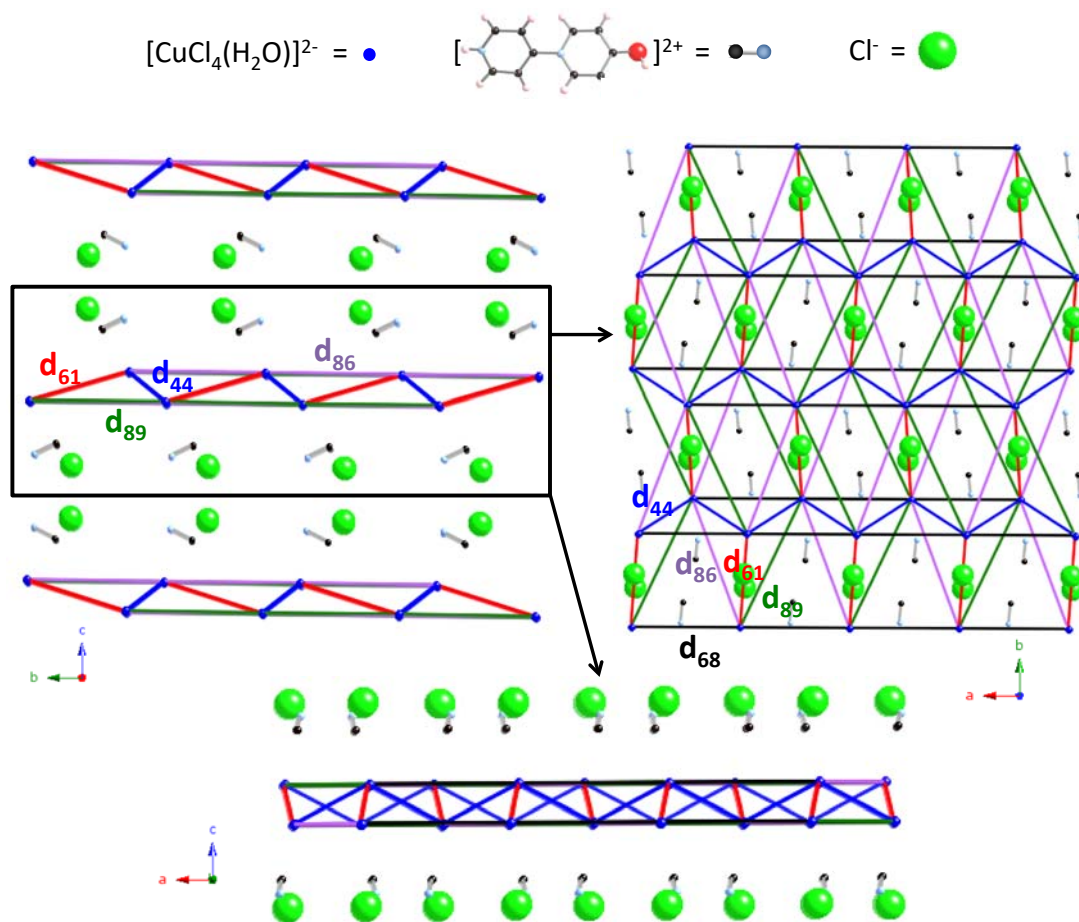 [CuCl₄(H₂O)]²⁻ =
[ ]²⁺ =
Cl⁻ =
d₆₁
d₄₄
d₈₆
d₈₉
c
b
d₄₄
d₈₆
d₆₁
d₈₉
d₆₈
b
a
c
a